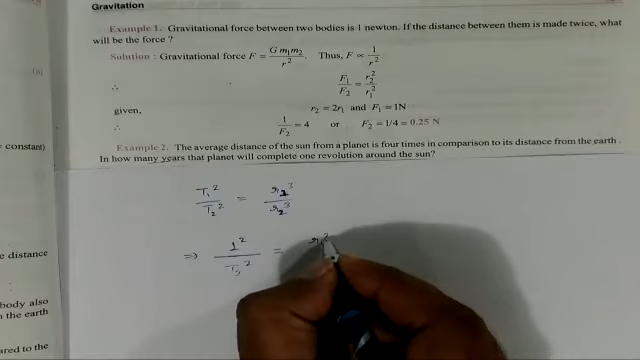 Gravitation
Example 1. Gravitational force between two bodies is 1 newton. If the distance between them is made twice, what
will be the force ?
Solution : Gravitational force F = G m₁m₂ / r². Thus, F ∝ 1 / r²
∴ F₁ / F₂ = r₂² / r₁²
given, r₂ = 2r₁ and F₁ = 1N
∴ 1 / F₂ = 4 or F₂ = 1/4 = 0.25 N
= constant)
Example 2. The average distance of the sun from a planet is four times in comparison to its distance from the earth .
In how many years that planet will complete one revolution around the sun?
T₁² / T₂² = r₁³ / r₂³
e distance
⇒ 1² / T₂² =
body also
n the earth
ared to the